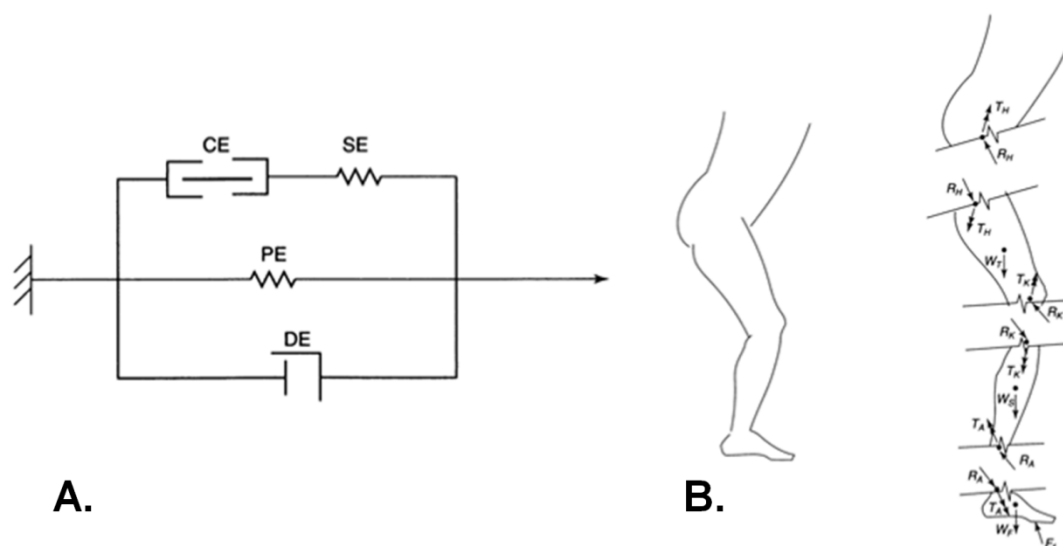 CE
SE
PE
DE
A.
B.
T_H
R_H
R_H
T_H
W_T
T_K
R_K
R_K
T_K
W_S
T_A
R_A
R_A
T_A
W_F